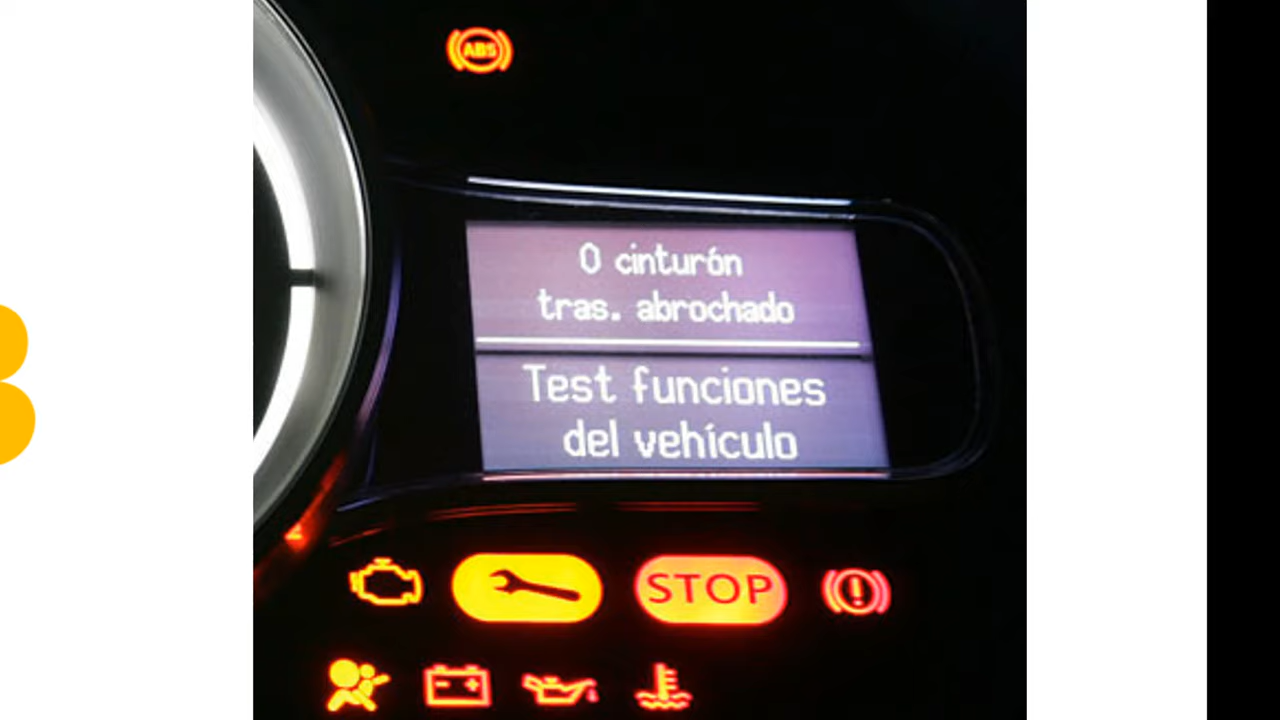 ABS
0 cinturón
tras. abrochado
Test funciones
del vehículo
STOP